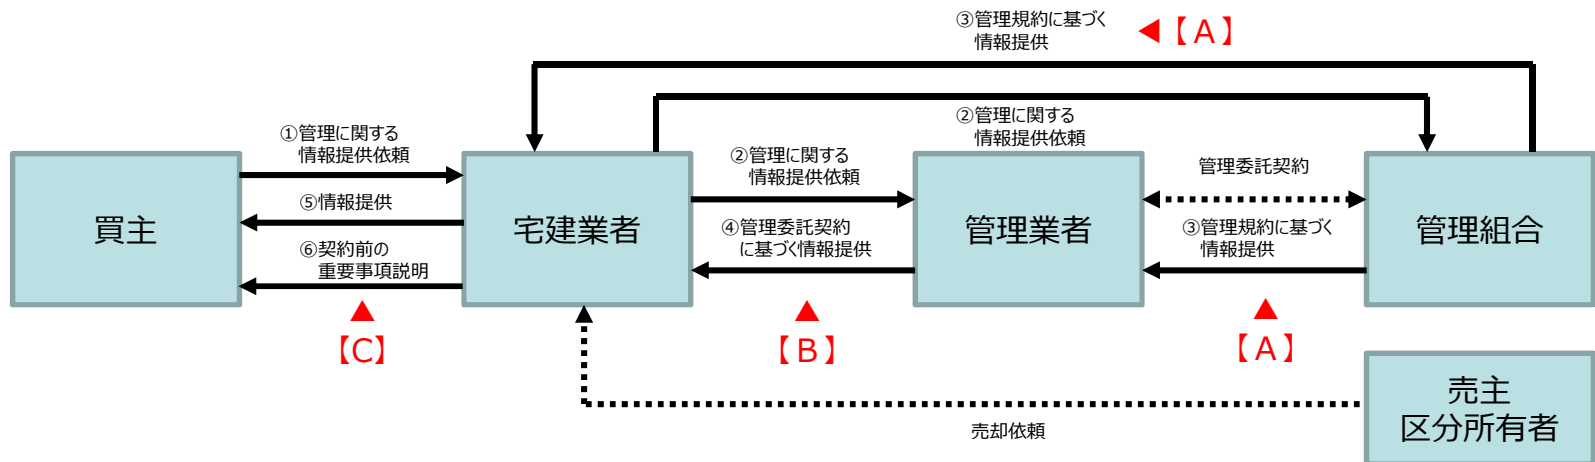 ③管理規約に基づく
情報提供
◀【A】
②管理に関する
情報提供依頼
①管理に関する
情報提供依頼
⑤情報提供
⑥契約前の
重要事項説明
▲
【C】
買主
宅建業者
②管理に関する
情報提供依頼
④管理委託契約
に基づく情報提供
▲
【B】
管理業者
管理委託契約
③管理規約に基づく
情報提供
▲
【A】
管理組合
売却依頼
売主
区分所有者